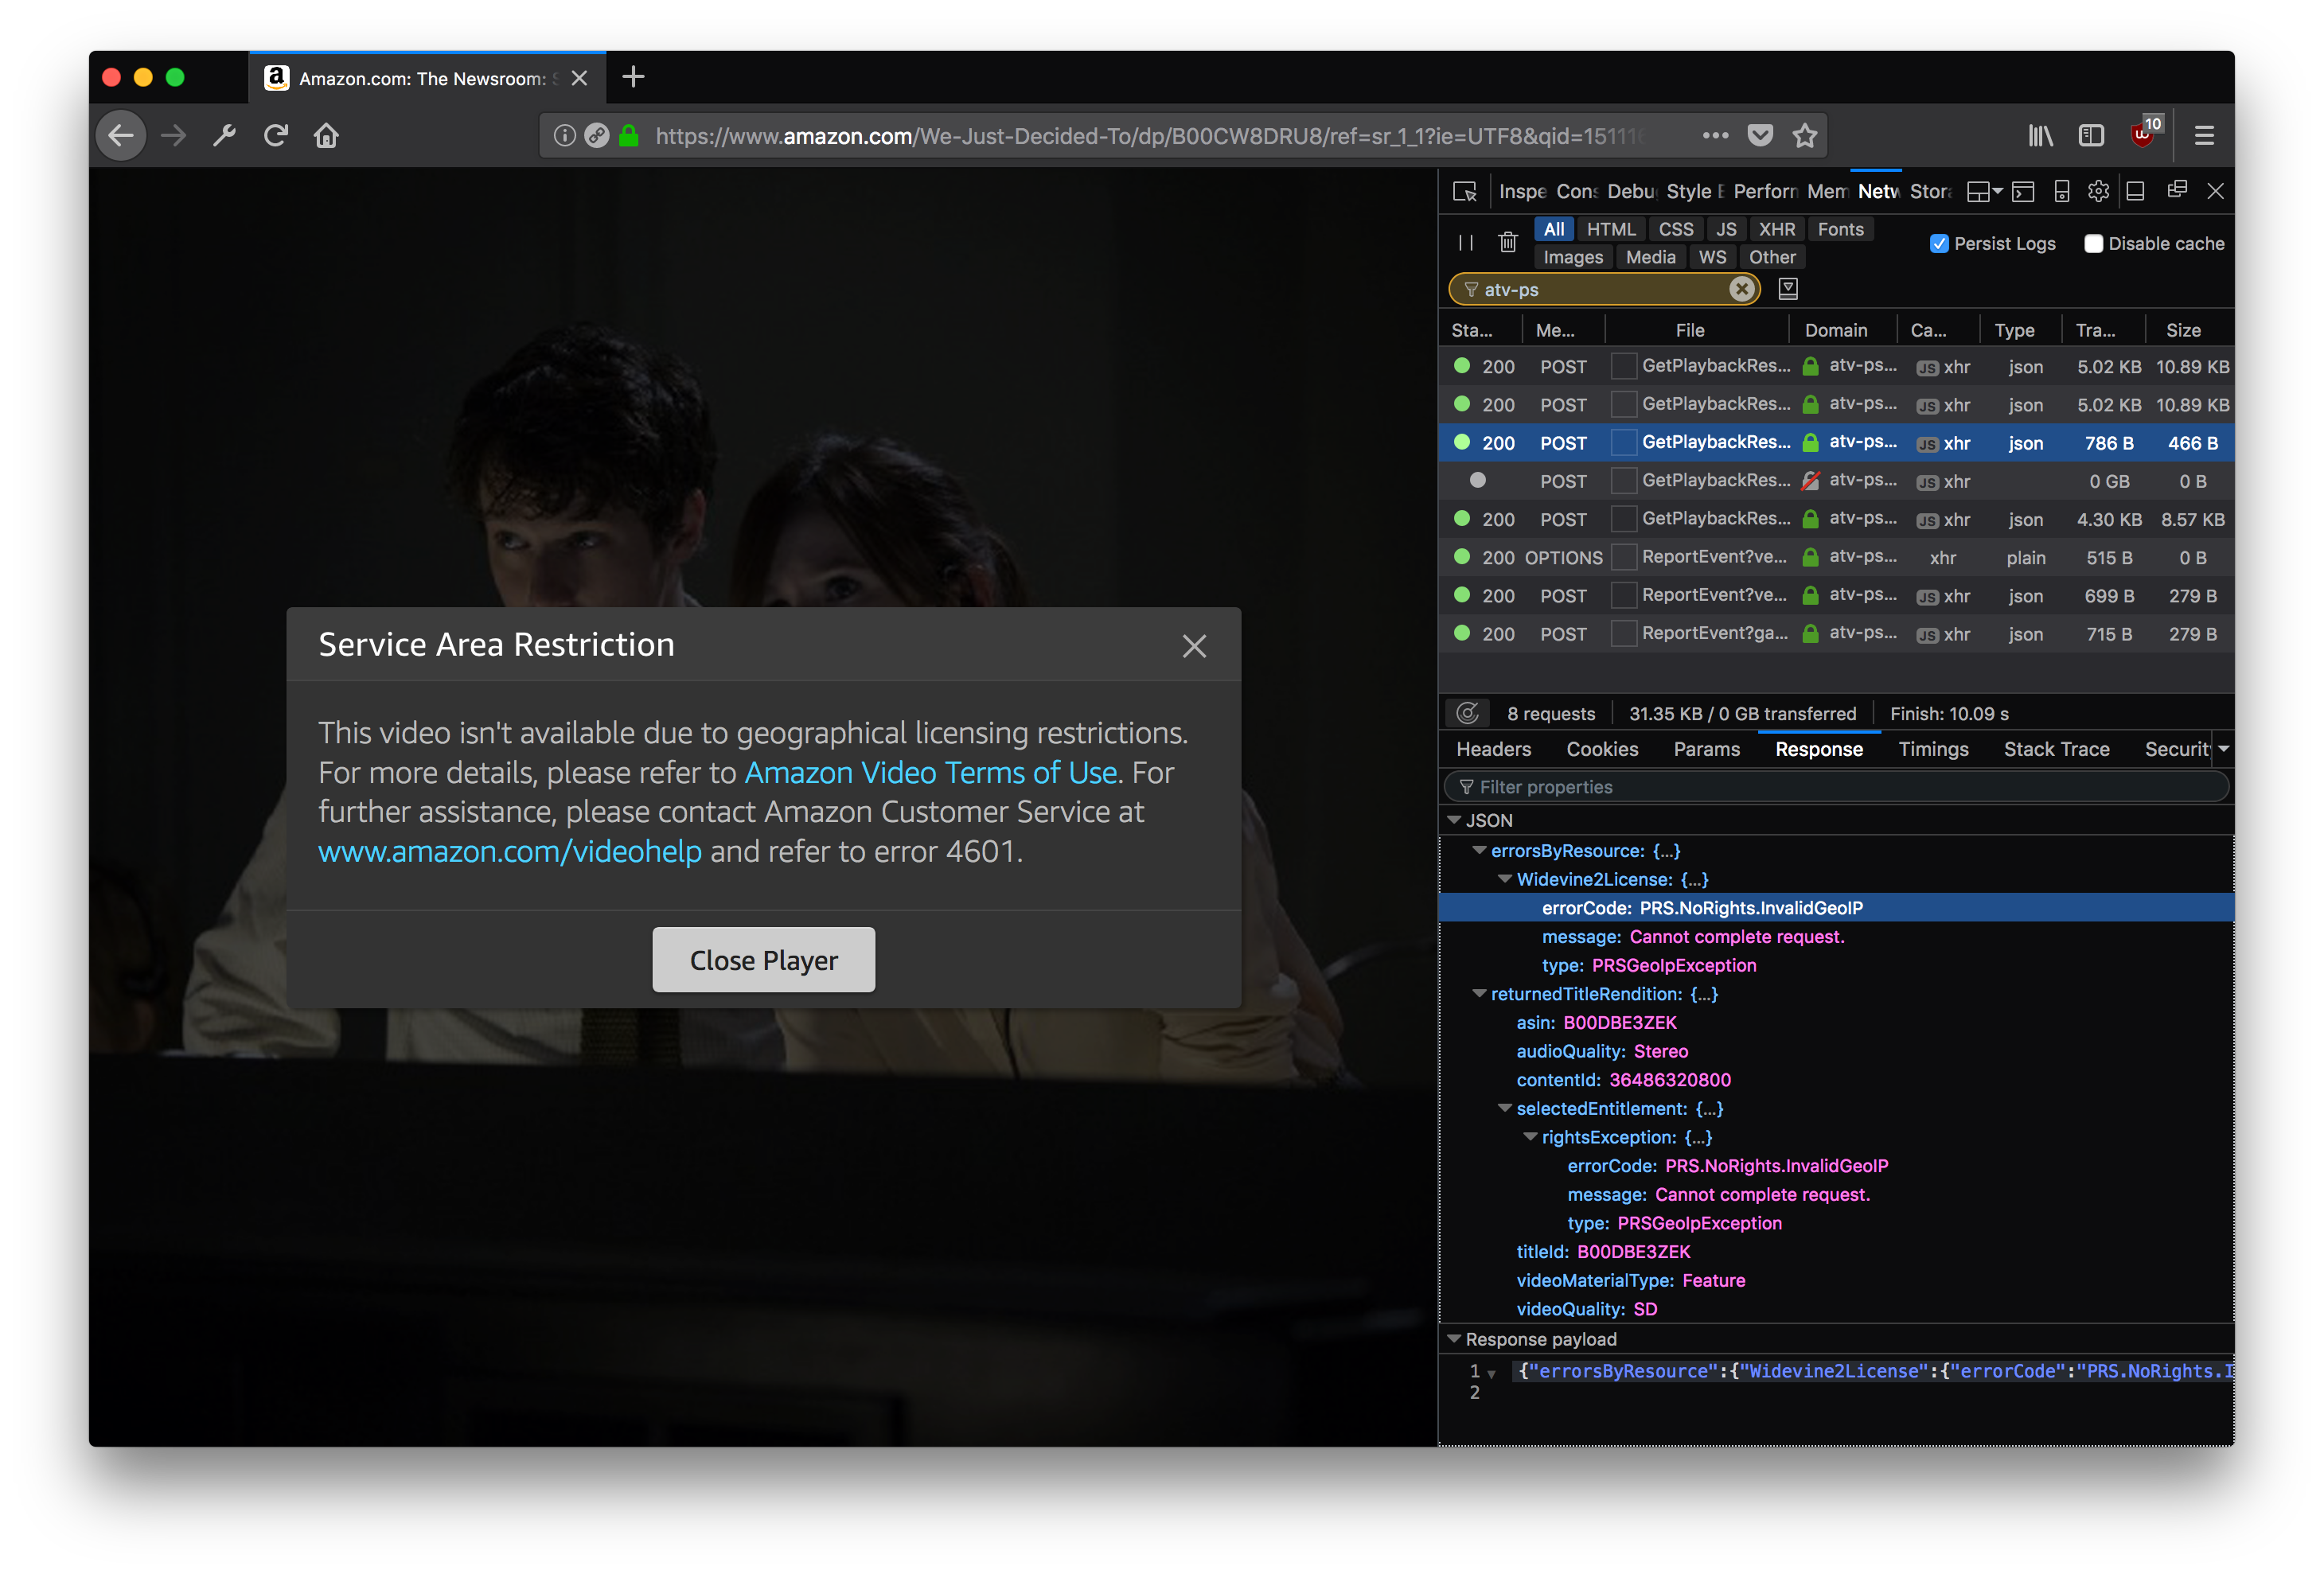 Amazon.com: The Newsroom: S
https://www.amazon.com/We-Just-Decided-To/dp/B00CW8DRU8/ref=sr_1_1?ie=UTF8&qid=15111
10
Inspe Cons Debu Style E Perform Mem Netw Stora
All HTML CSS JS XHR Fonts
Images Media WS Other
Persist Logs Disable cache
atv-ps
Sta... Me... File Domain Ca... Type Tra... Size
200 POST GetPlaybackRes... atv-ps... JS xhr json 5.02 KB 10.89 KB
200 POST GetPlaybackRes... atv-ps... JS xhr json 5.02 KB 10.89 KB
200 POST GetPlaybackRes... atv-ps... JS xhr json 786 B 466 B
POST GetPlaybackRes... atv-ps... JS xhr 0 GB 0 B
200 POST GetPlaybackRes... atv-ps... JS xhr json 4.30 KB 8.57 KB
200 OPTIONS ReportEvent?ve... atv-ps... xhr plain 515 B 0 B
200 POST ReportEvent?ve... atv-ps... JS xhr json 699 B 279 B
200 POST ReportEvent?ga... atv-ps... JS xhr json 715 B 279 B
8 requests 31.35 KB / 0 GB transferred Finish: 10.09 s
Headers Cookies Params Response Timings Stack Trace Securit
Filter properties
JSON
errorsByResource: {...}
Widevine2License: {...}
errorCode: PRS.NoRights.InvalidGeoIP
message: Cannot complete request.
type: PRSGeoIpException
returnedTitleRendition: {...}
asin: B00DBE3ZEK
audioQuality: Stereo
contentId: 36486320800
selectedEntitlement: {...}
rightsException: {...}
errorCode: PRS.NoRights.InvalidGeoIP
message: Cannot complete request.
type: PRSGeoIpException
titleId: B00DBE3ZEK
videoMaterialType: Feature
videoQuality: SD
Response payload
1 {"errorsByResource":{"Widevine2License":{"errorCode":"PRS.NoRights.I
2
Service Area Restriction
This video isn't available due to geographical licensing restrictions.
For more details, please refer to Amazon Video Terms of Use. For
further assistance, please contact Amazon Customer Service at
www.amazon.com/videohelp and refer to error 4601.
Close Player